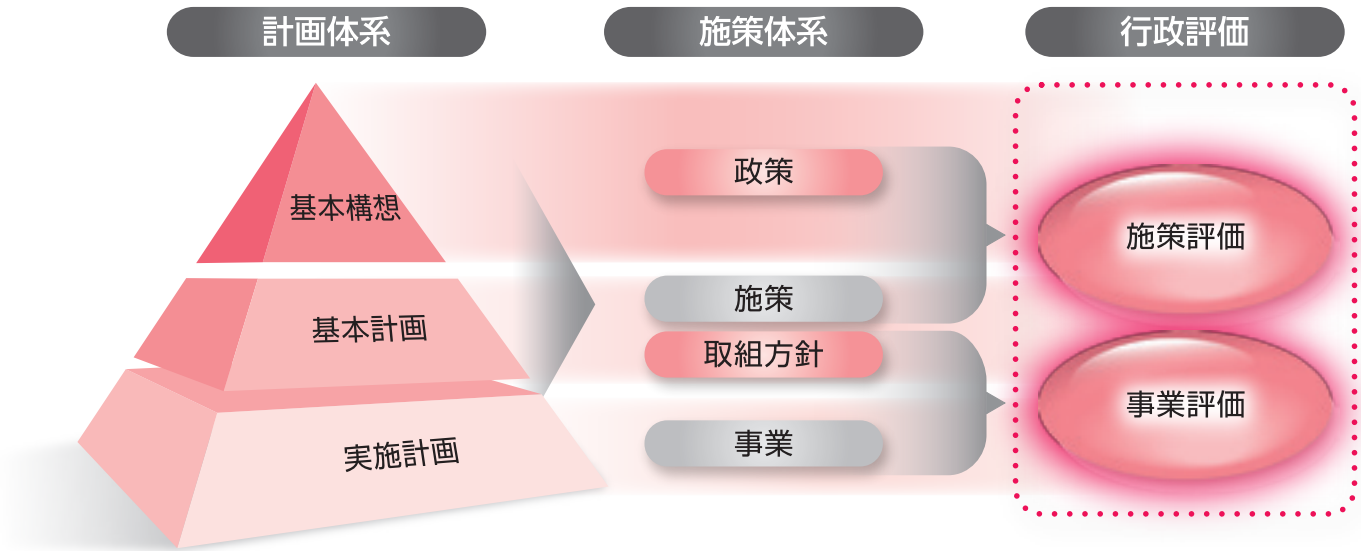 計画体系
施策体系
行政評価
基本構想
基本計画
実施計画
政策
施策
取組方針
事業
施策評価
事業評価